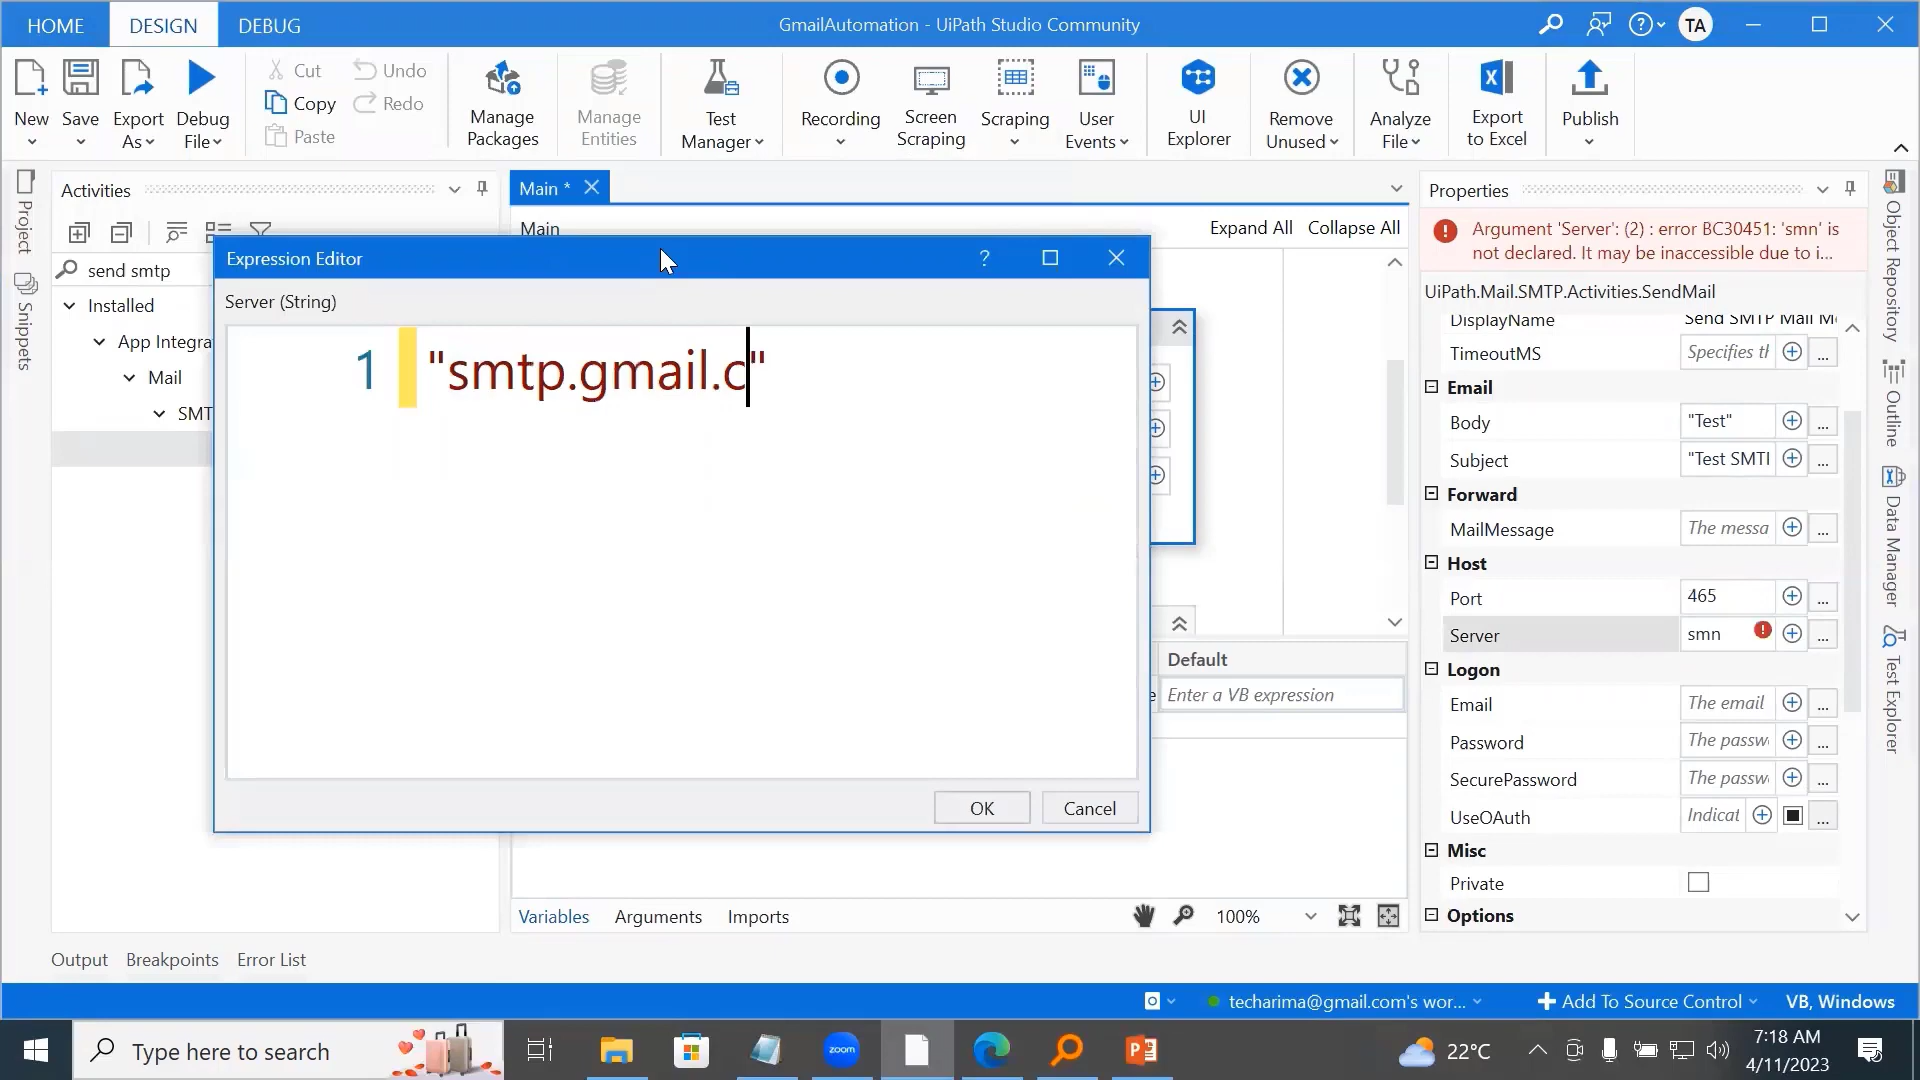 HOME
DESIGN
DEBUG
GmailAutomation - UiPath Studio Community
TA
New
Save
Export As
Debug File
Cut
Copy
Paste
Undo
Redo
Manage Packages
Manage Entities
Test Manager
Recording
Screen Scraping
Scraping
User Events
UI Explorer
Remove Unused
Analyze File
Export to Excel
Publish
Project
Snippets
Activities
send smtp
Installed
App Integra
Mail
SMT
Main *
Main
Expand All
Collapse All
Expression Editor
?
Server (String)
1
"smtp.gmail.c"
OK
Cancel
Default
Enter a VB expression
Variables
Arguments
Imports
100%
Properties
Argument 'Server': (2) : error BC30451: 'smn' is
not declared. It may be inaccessible due to i...
UiPath.Mail.SMTP.Activities.SendMail
DisplayName
Send SMTP Mail M
TimeoutMS
Specifies th
...
Email
Body
"Test"
...
Subject
"Test SMTI
...
Forward
MailMessage
The messa
...
Host
Port
465
...
Server
smn
...
Logon
Email
The email
...
Password
The passw
...
SecurePassword
The passw
...
UseOAuth
Indicat
...
Misc
Private
Options
Object Repository
Outline
Data Manager
Test Explorer
Output
Breakpoints
Error List
techarima@gmail.com's wor...
Add To Source Control
VB, Windows
Type here to search
zoom
22°C
7:18 AM
4/11/2023